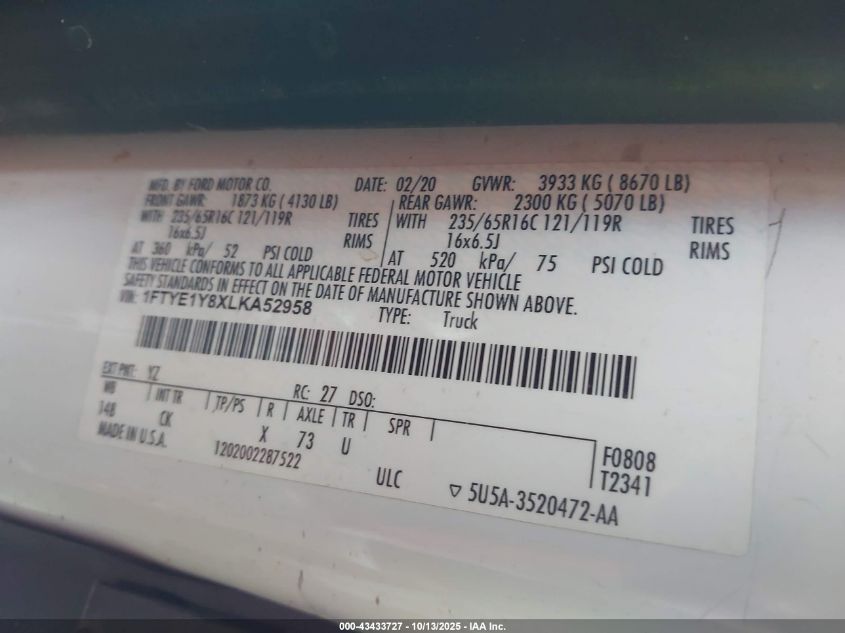 MFD. BY FORD MOTOR CO. DATE: 02/20 GVWR: 3933 KG ( 8670 LB)
FRONT GAWR: 1873 KG ( 4130 LB) REAR GAWR: 2300 KG ( 5070 LB)
WITH 235/65R16C 121/119R TIRES WITH 235/65R16C 121/119R TIRES
16x6.5J RIMS 16x6.5J RIMS
AT 360 kPa/ 52 PSI COLD AT 520 kPa/ 75 PSI COLD
THIS VEHICLE CONFORMS TO ALL APPLICABLE FEDERAL MOTOR VEHICLE
SAFETY STANDARDS IN EFFECT ON THE DATE OF MANUFACTURE SHOWN ABOVE.
VIN: 1FTYE1Y8XLKA52958 TYPE: Truck
EXT PNT: YZ RC: 27 DSO:
WB INT TR TP/PS R AXLE TR SPR
148 CK X 73 U F0808
MADE IN U.S.A. 1202002287522 T2341
ULC 5U5A-3520472-AA
000-43433727 - 10/13/2025 - IAA Inc.